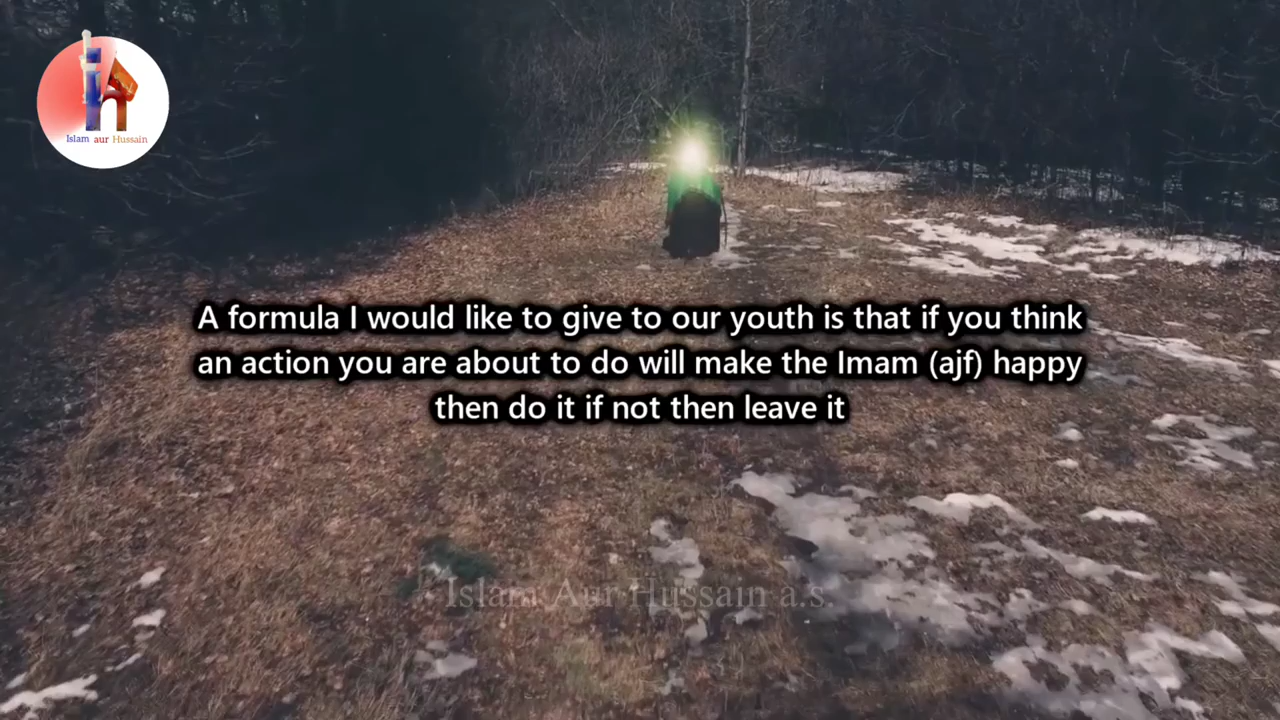 Islam aur Hussain
A formula I would like to give to our youth is that if you think
an action you are about to do will make the Imam (ajf) happy
then do it if not then leave it
Islam Aur Hussain a.s.